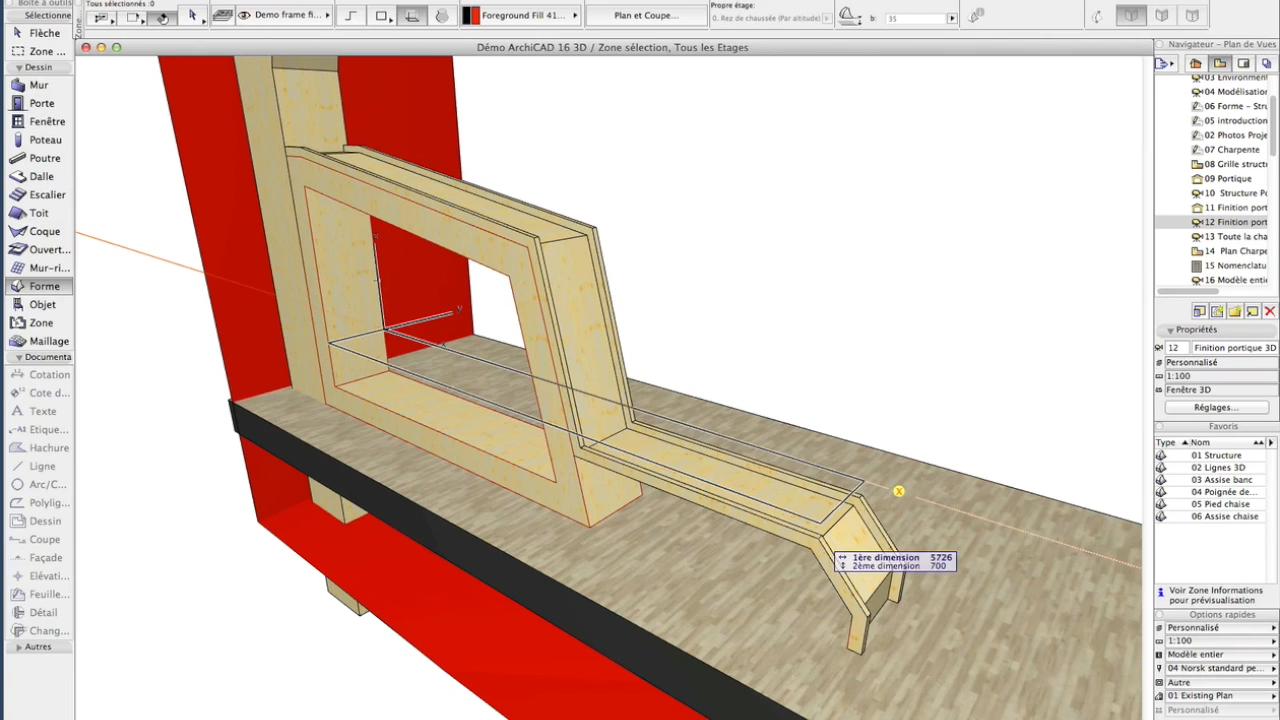 Boîte à outils
Tous sélectionnés :0
Sélectionne
Demo frame fi...
Foreground Fill 41...
Plan et Coupe...
Propre étage:
0. Rez de chaussée (Par altitude)
b:
35
Démo ArchiCAD 16 3D / Zone sélection, Tous les Etages
Flèche
Zone ...
Dessin
Mur
Porte
Fenêtre
Poteau
Poutre
Dalle
Escalier
Toit
Coque
Ouvert...
Mur-ri...
Forme
Objet
Zone
Maillage
Documenta
Cotation
Cote d...
Texte
Etique...
Hachure
Ligne
Arc/C...
Polylig...
Dessin
Coupe
Façade
Elévati...
Feuille...
Détail
Chang...
Autres
1ère dimension 5726
2ème dimension 700
Navigateur - Plan de Vues
03 Environnem
04 Modélisation
06 Forme - Stru
05 introduction
02 Photos Proje
07 Charpente
08 Grille struct
09 Portique
10 Structure Po
11 Finition port
12 Finition port
13 Toute la cha
14 Plan Charpe
15 Nomenclatu
16 Modèle enti
Propriétés
12 Finition portique 3D
Personnalisé
1:100
Fenêtre 3D
Réglages...
Favoris
Type Nom
01 Structure
02 Lignes 3D
03 Assise banc
04 Poignée de...
05 Pied chaise
06 Assise chaise
Voir Zone Informations
pour prévisualisation
Options rapides
Personnalisé
1:100
Modèle entier
04 Norsk standard pe...
Autre
01 Existing Plan
Personnalisé